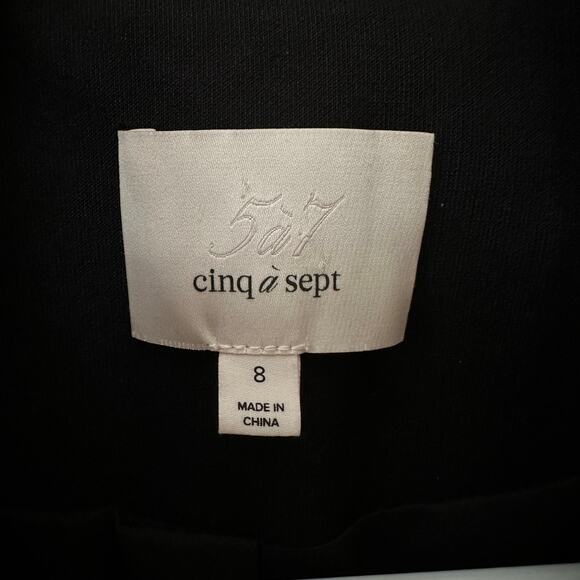 5à7
cinq à sept
8
MADE IN
CHINA